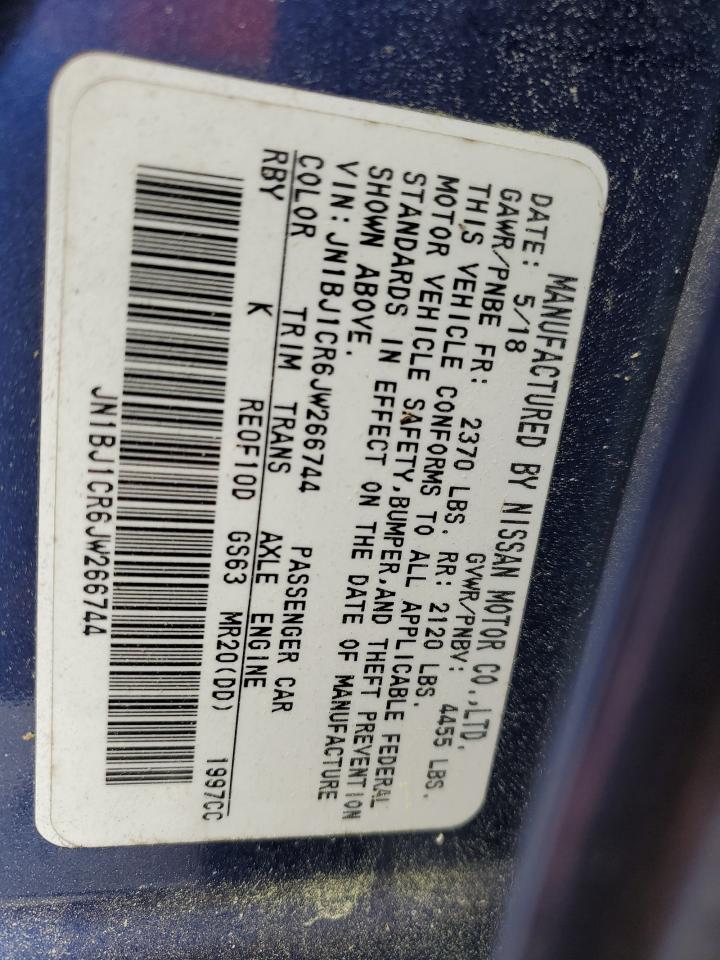 MANUFACTURED BY NISSAN MOTOR CO.,LTD.
DATE: 5/18 GVWR/PNBV: 4455 LBS.
GAWR/PNBE FR: 2370 LBS. RR: 2120 LBS.
THIS VEHICLE CONFORMS TO ALL APPLICABLE FEDERAL
MOTOR VEHICLE SAFETY,BUMPER,AND THEFT PREVENTION
STANDARDS IN EFFECT ON THE DATE OF MANUFACTURE
SHOWN ABOVE.
VIN: JN1BJ1CR6JW266744 PASSENGER CAR
COLOR TRIM TRANS AXLE ENGINE
RBY K RE0F10D GS63 MR20(DD) 1997CC
JN1BJ1CR6JW266744